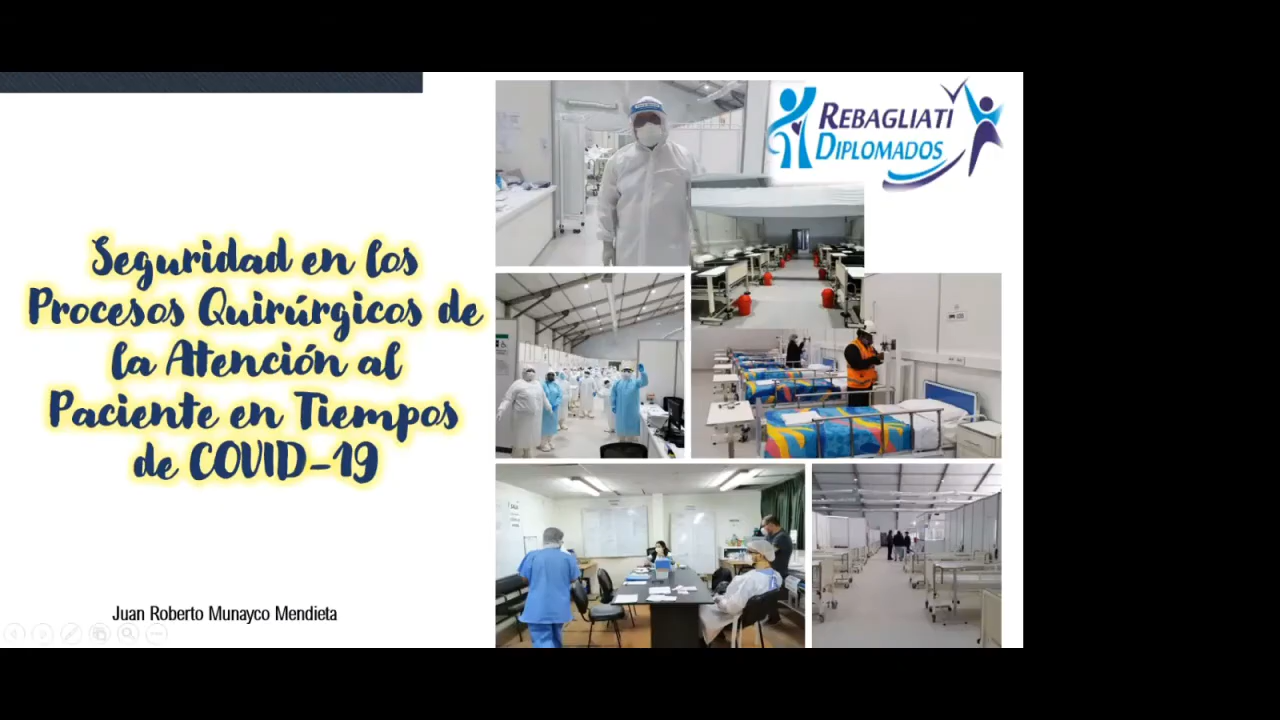 REBAGLIATI
DIPLOMADOS
Seguridad en los
Procesos Quirúrgicos de
la Atención al
Paciente en Tiempos
de COVID-19
Juan Roberto Munayco Mendieta